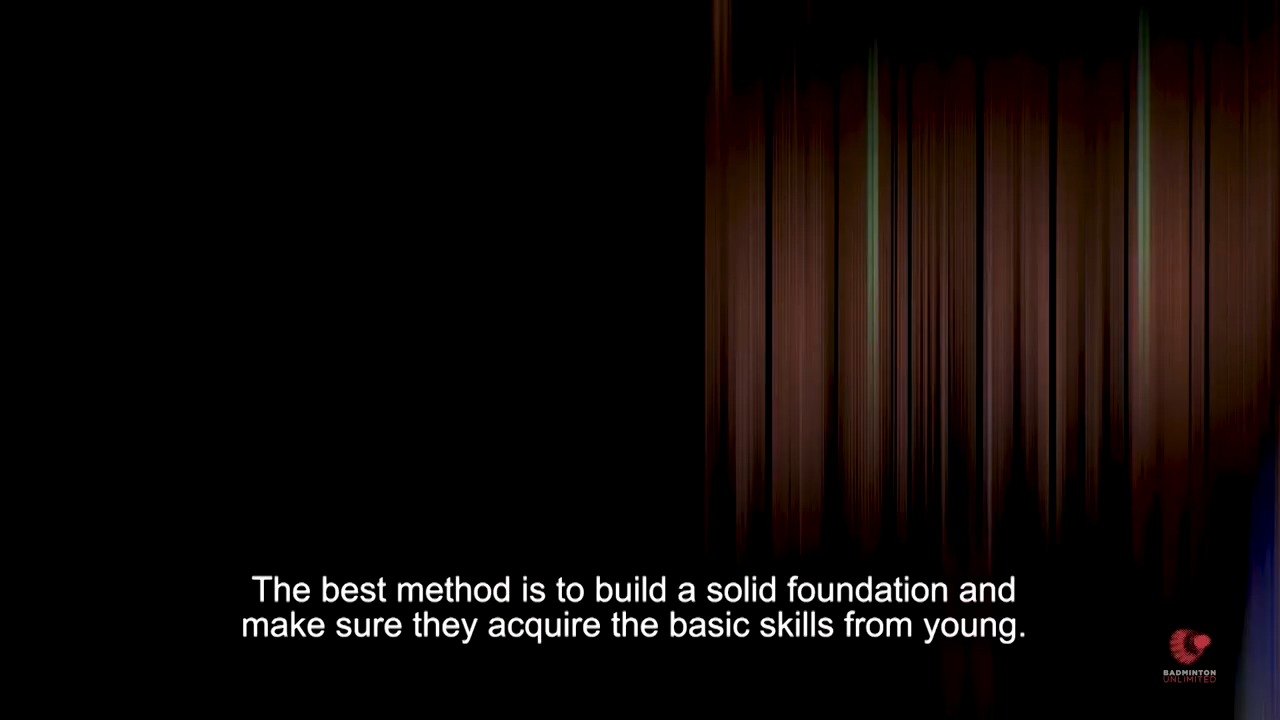 The best method is to build a solid foundation and
make sure they acquire the basic skills from young.
BADMINTON
UNLIMITED